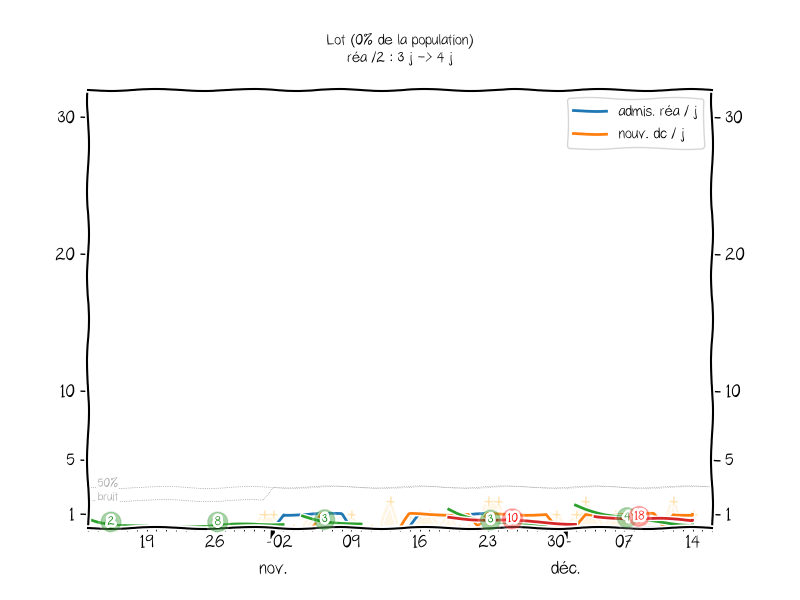 Lot (0% de la population)
réa /2 : 3 j -> 4 j
admis. réa / j
nouv. dc / j
30 30
20 20
10 10
5 5
50%
bruit
1 1
2 8 3 3 10 4 18
19 26 02 09 16 23 30 07 14
nov. déc.